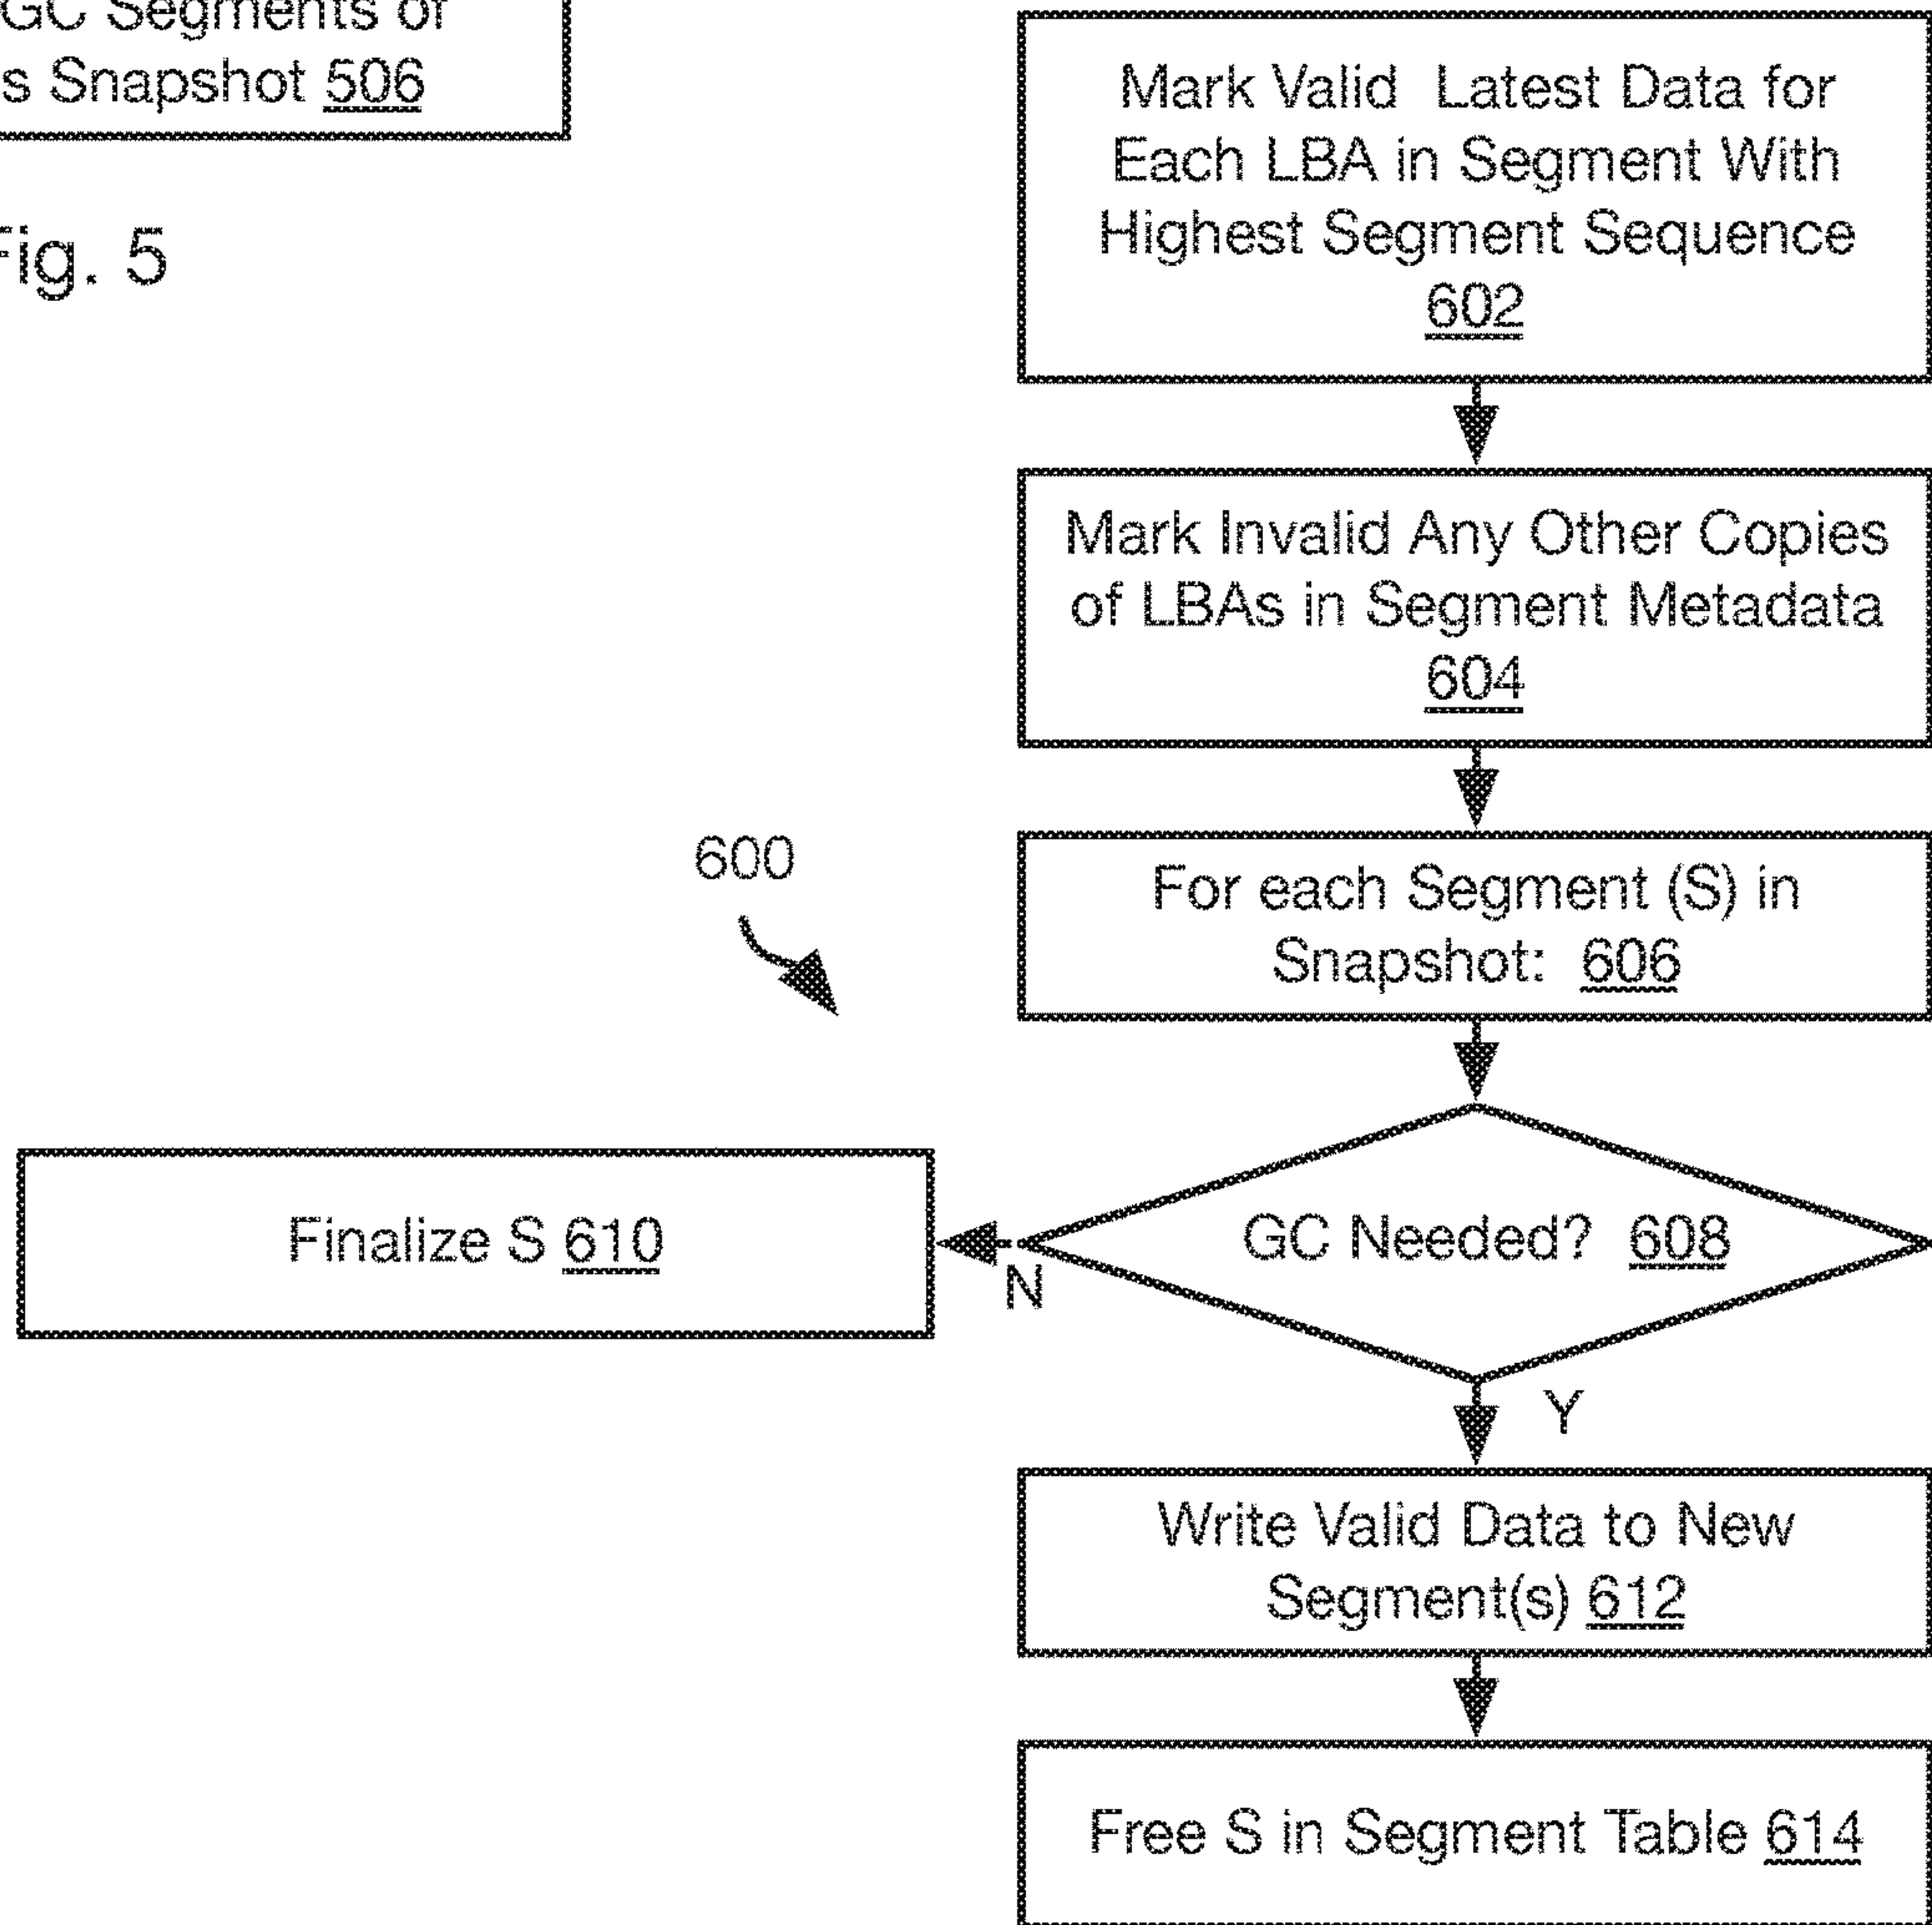 GC Segments of
s Snapshot 506
Fig. 5
Mark Valid Latest Data for
Each LBA in Segment With
Highest Segment Sequence
602
Mark Invalid Any Other Copies
of LBAs in Segment Metadata
604
600
For each Segment (S) in
Snapshot: 606
GC Needed? 608
N
Finalize S 610
Y
Write Valid Data to New
Segment(s) 612
Free S in Segment Table 614